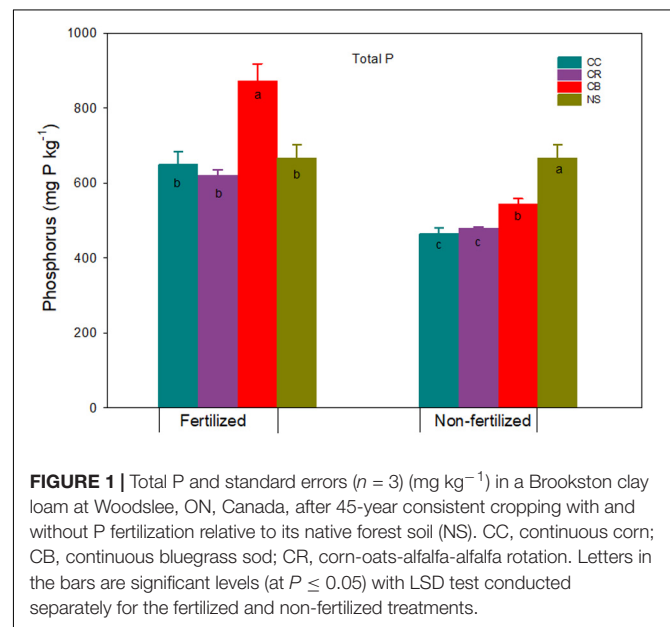 1000
Total P
CC
CR
CB
NS
800
600
400
200
0
Phosphorus (mg P kg⁻¹)
b
b
a
b
c
c
b
a
Fertilized
Non-fertilized
FIGURE 1 | Total P and standard errors (n = 3) (mg kg⁻¹) in a Brookston clay
loam at Woodslee, ON, Canada, after 45-year consistent cropping with and
without P fertilization relative to its native forest soil (NS). CC, continuous corn;
CB, continuous bluegrass sod; CR, corn-oats-alfalfa-alfalfa rotation. Letters in
the bars are significant levels (at P ≤ 0.05) with LSD test conducted
separately for the fertilized and non-fertilized treatments.